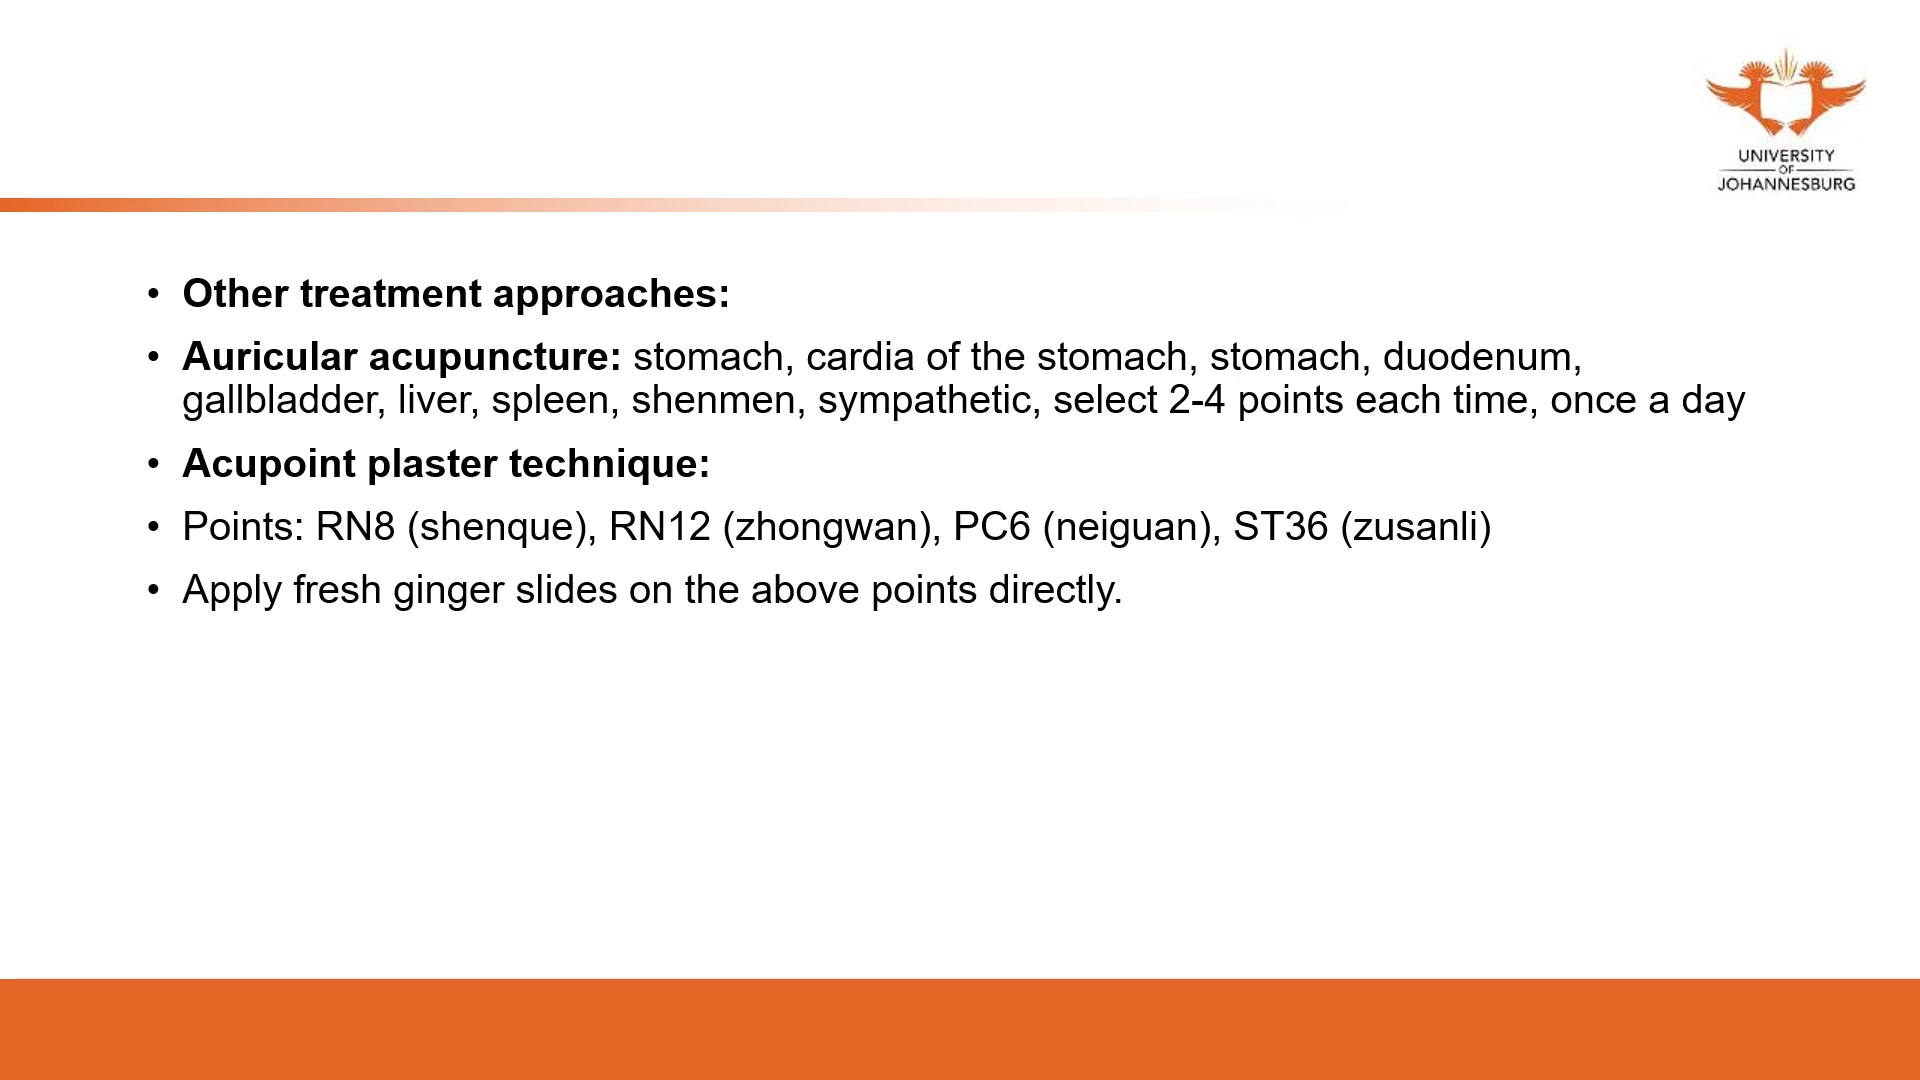 UNIVERSITY
OF
JOHANNESBURG
• Other treatment approaches:
• Auricular acupuncture: stomach, cardia of the stomach, stomach, duodenum,
gallbladder, liver, spleen, shenmen, sympathetic, select 2-4 points each time, once a day
• Acupoint plaster technique:
• Points: RN8 (shenque), RN12 (zhongwan), PC6 (neiguan), ST36 (zusanli)
• Apply fresh ginger slides on the above points directly.